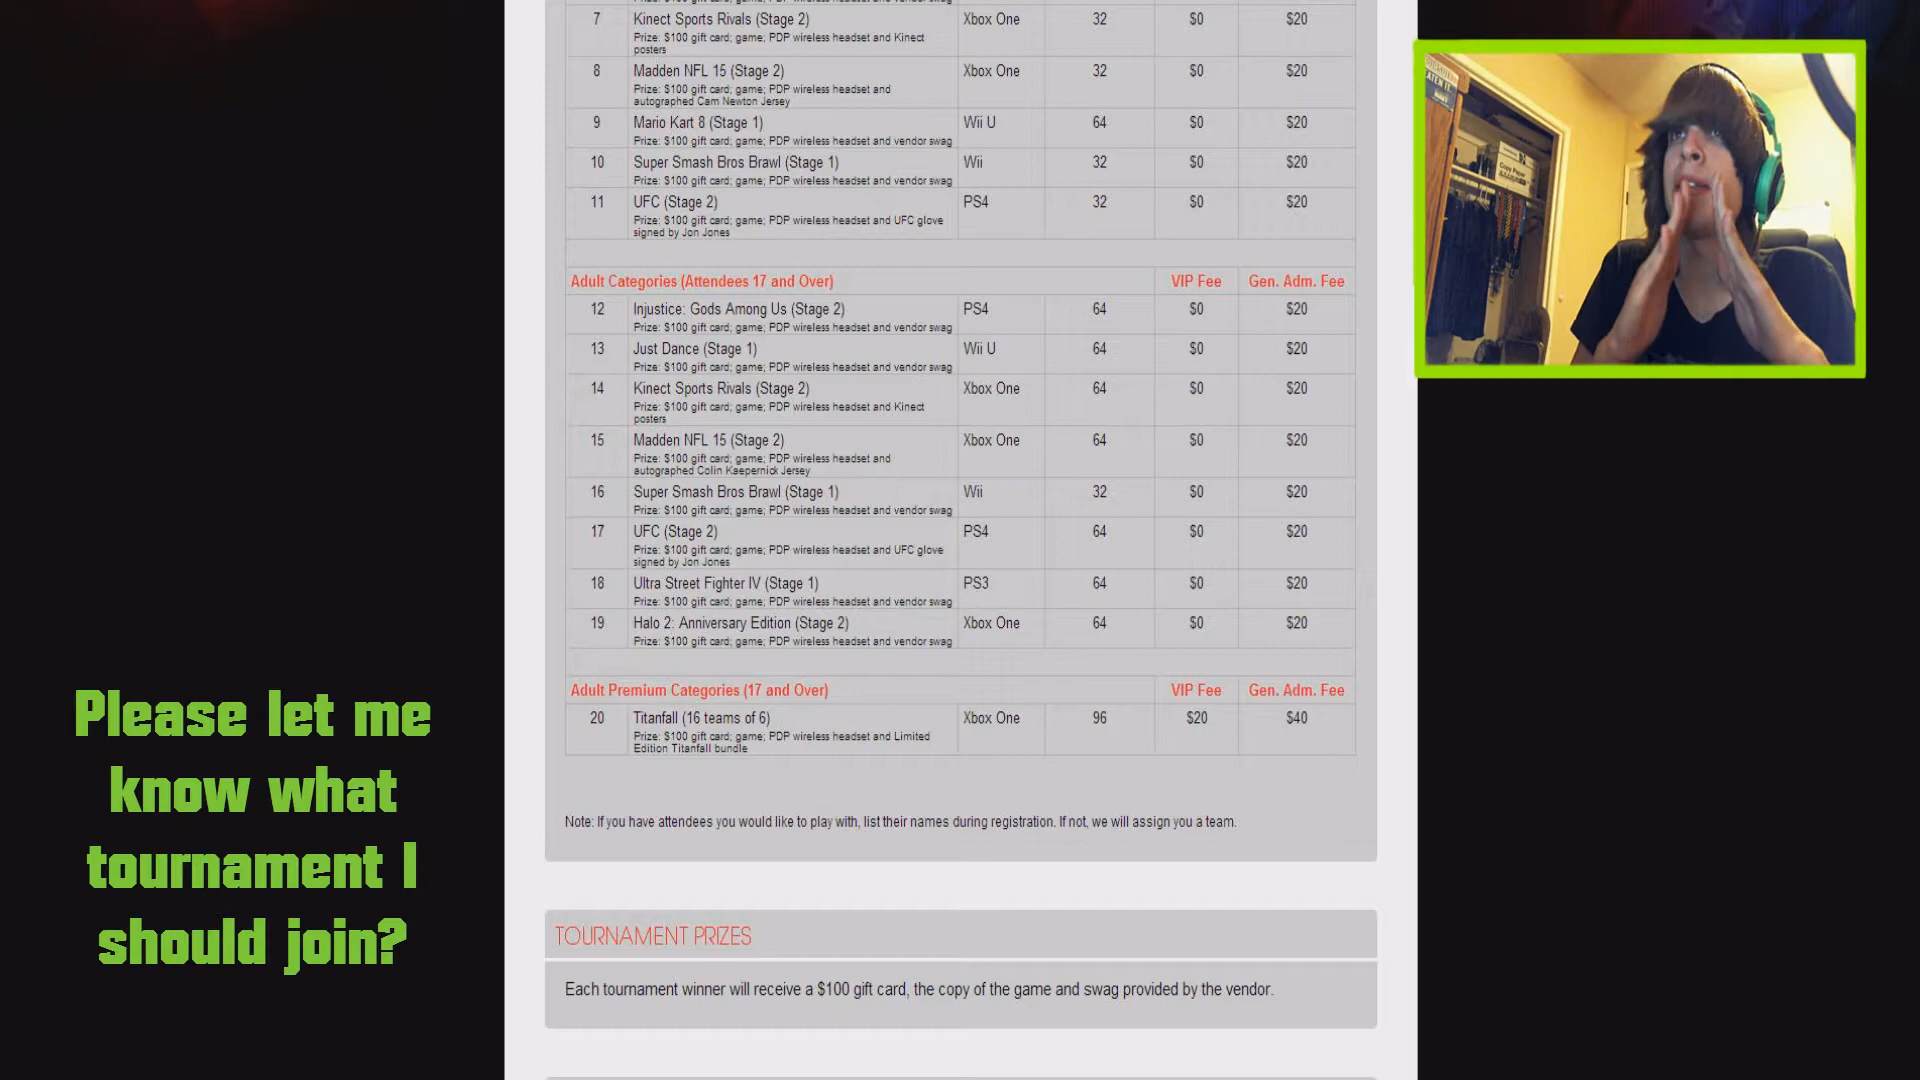 7 Kinect Sports Rivals (Stage 2) Xbox One 32 $0 $20
Prize: $100 gift card; game; PDP wireless headset and Kinect
posters
8 Madden NFL 15 (Stage 2) Xbox One 32 $0 $20
Prize: $100 gift card; game; PDP wireless headset and
autographed Cam Newton Jersey
9 Mario Kart 8 (Stage 1) Wii U 64 $0 $20
Prize: $100 gift card; game; PDP wireless headset and vendor swag
10 Super Smash Bros Brawl (Stage 1) Wii 32 $0 $20
Prize: $100 gift card; game; PDP wireless headset and vendor swag
11 UFC (Stage 2) PS4 32 $0 $20
Prize: $100 gift card; game; PDP wireless headset and UFC glove
signed by Jon Jones
Adult Categories (Attendees 17 and Over) VIP Fee Gen. Adm. Fee
12 Injustice: Gods Among Us (Stage 2) PS4 64 $0 $20
Prize: $100 gift card; game; PDP wireless headset and vendor swag
13 Just Dance (Stage 1) Wii U 64 $0 $20
Prize: $100 gift card; game; PDP wireless headset and vendor swag
14 Kinect Sports Rivals (Stage 2) Xbox One 64 $0 $20
Prize: $100 gift card; game; PDP wireless headset and Kinect
posters
15 Madden NFL 15 (Stage 2) Xbox One 64 $0 $20
Prize: $100 gift card; game; PDP wireless headset and
autographed Colin Kaepernick Jersey
16 Super Smash Bros Brawl (Stage 1) Wii 32 $0 $20
Prize: $100 gift card; game; PDP wireless headset and vendor swag
17 UFC (Stage 2) PS4 64 $0 $20
Prize: $100 gift card; game; PDP wireless headset and UFC glove
signed by Jon Jones
18 Ultra Street Fighter IV (Stage 1) PS3 64 $0 $20
Prize: $100 gift card; game; PDP wireless headset and vendor swag
19 Halo 2: Anniversary Edition (Stage 2) Xbox One 64 $0 $20
Prize: $100 gift card; game; PDP wireless headset and vendor swag
Adult Premium Categories (17 and Over) VIP Fee Gen. Adm. Fee
20 Titanfall (16 teams of 6) Xbox One 96 $20 $40
Prize: $100 gift card; game; PDP wireless headset and Limited
Edition Titanfall bundle
Note: If you have attendees you would like to play with, list their names during registration. If not, we will assign you a team.
TOURNAMENT PRIZES
Each tournament winner will receive a $100 gift card, the copy of the game and swag provided by the vendor.
Please let me
know what
tournament I
should join?
Copy Paper